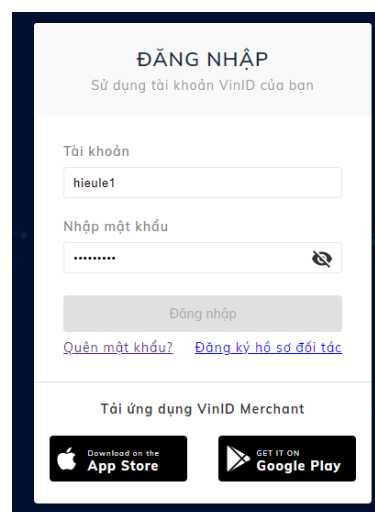 ĐĂNG NHẬP
Sử dụng tài khoản VinID của bạn
Tài khoản
hieule1
Nhập mật khẩu
•••••••••
Đăng nhập
Quên mật khẩu? Đăng ký hồ sơ đối tác
Tải ứng dụng VinID Merchant
Download on the
App Store
GET IT ON
Google Play